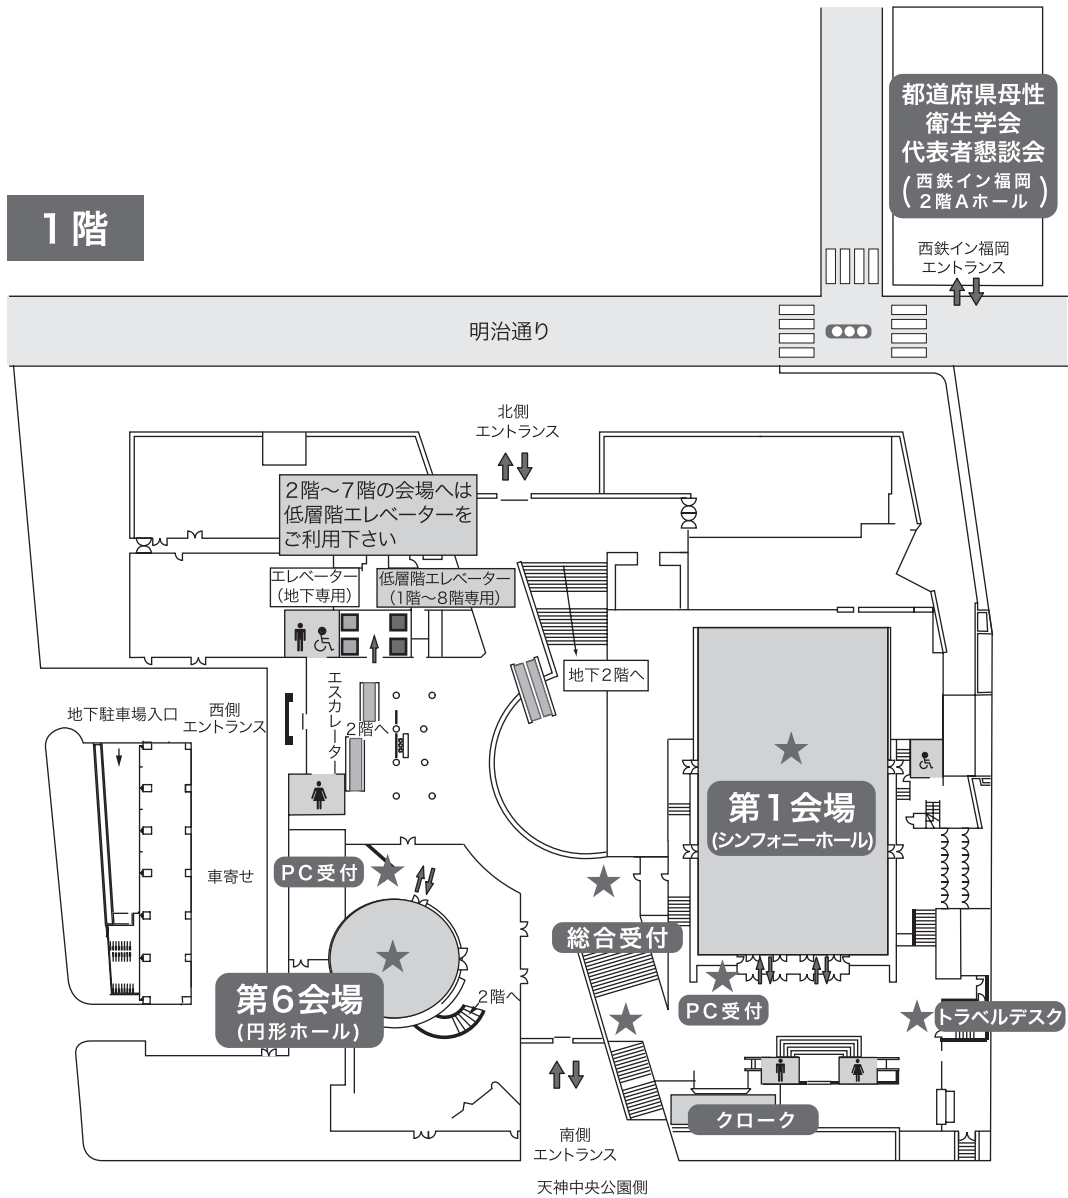 都道府県母性
衛生学会
代表者懇談会
(西鉄イン福岡
2階Aホール)
1階
西鉄イン福岡
エントランス
明治通り
北側
エントランス
2階〜7階の会場へは
低層階エレベーターを
ご利用下さい
エレベーター
(地下専用)
低層階エレベーター
(1階〜8階専用)
地下2階へ
エスカレーター
2階へ
地下駐車場入口
西側
エントランス
第1会場
(シンフォニーホール)
車寄せ
PC受付
総合受付
第6会場
(円形ホール)
2階へ
PC受付
トラベルデスク
クローク
南側
エントランス
天神中央公園側